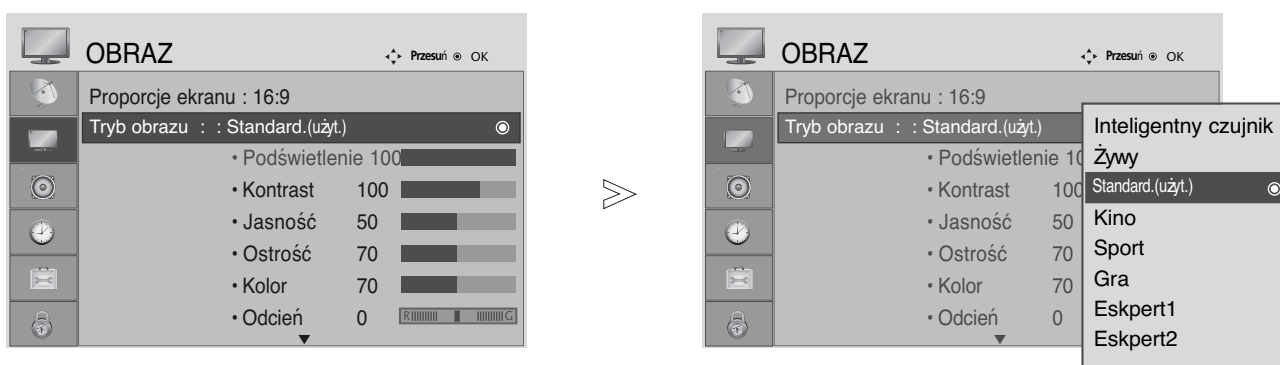 OBRAZ
Przesuń OK
Proporcje ekranu : 16:9
Tryb obrazu : : Standard.(użyt.)
• Podświetlenie 100
• Kontrast 100
• Jasność 50
• Ostrość 70
• Kolor 70
• Odcień 0 R G
>
OBRAZ
Przesuń OK
Proporcje ekranu : 16:9
Tryb obrazu : : Standard.(użyt.)
• Podświetlenie 10
• Kontrast 100
• Jasność 50
• Ostrość 70
• Kolor 70
• Odcień 0
Inteligentny czujnik
Żywy
Standard.(użyt.)
Kino
Sport
Gra
Eskpert1
Eskpert2